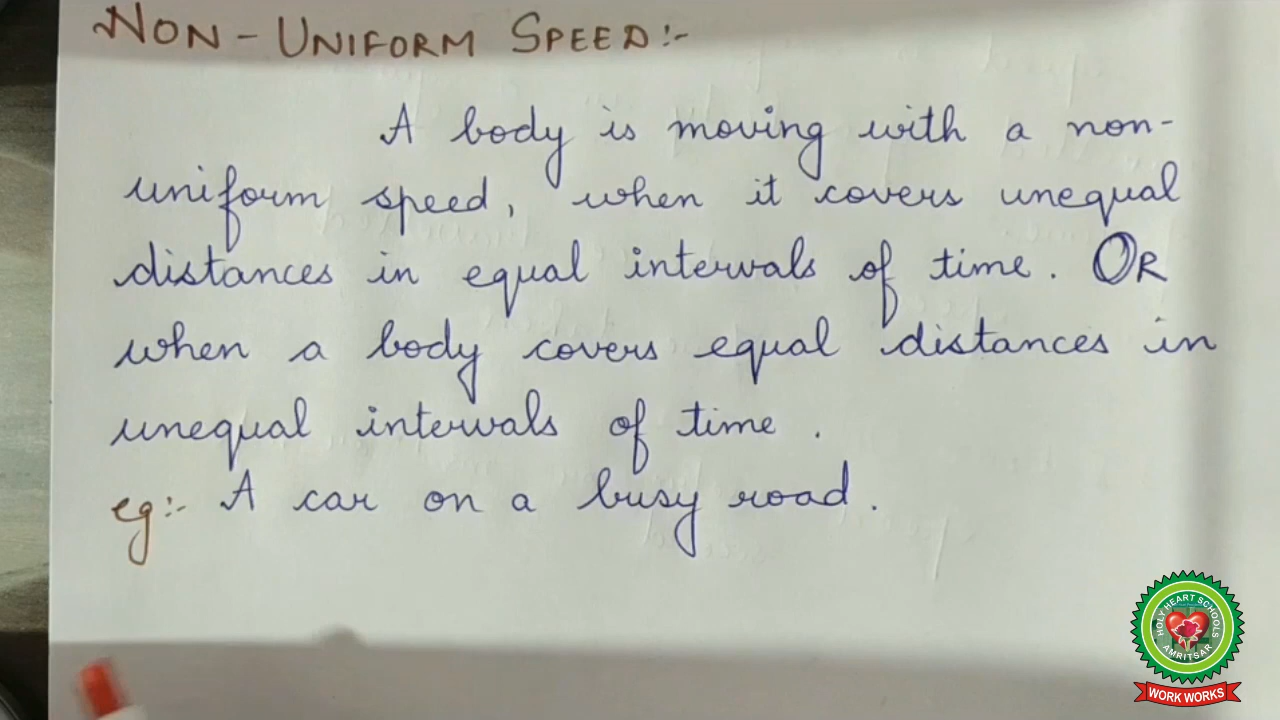 NON - UNIFORM SPEED:-
A body is moving with a non-
uniform speed, when it covers unequal
distances in equal intervals of time. OR
when a body covers equal distances in
unequal intervals of time.
eg:- A car on a busy road.
HOLY HEART SCHOOLS
AMRITSAR
WORK WORKS